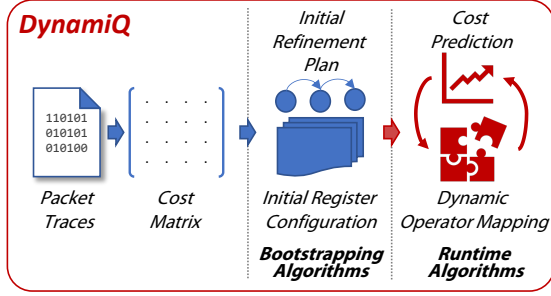 DynamiQ
Initial
Refinement
Plan
Cost
Prediction
110101
010101
010100
Packet
Traces
Cost
Matrix
Initial Register
Configuration
Dynamic
Operator Mapping
Bootstrapping
Algorithms
Runtime
Algorithms